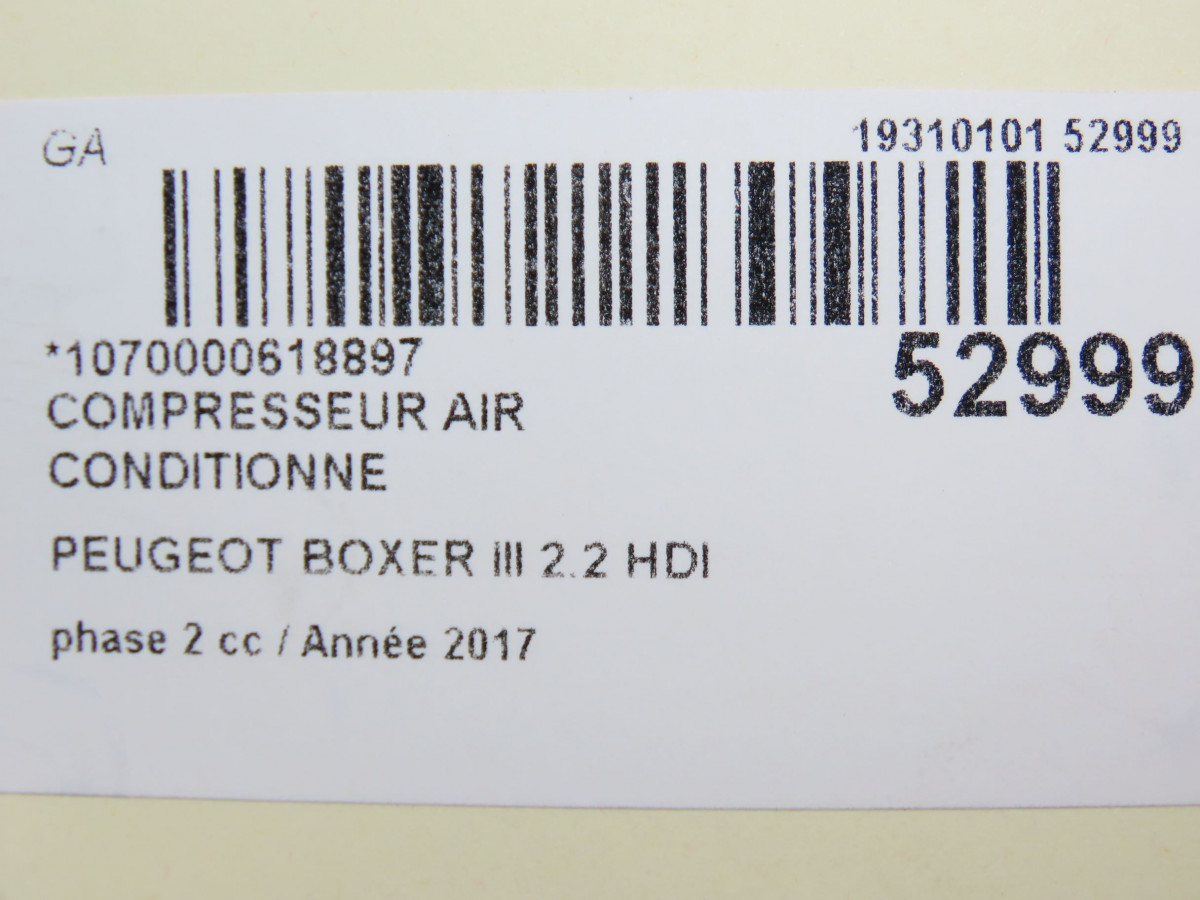 GA
19310101 52999
*1070000618897
52999
COMPRESSEUR AIR
CONDITIONNE
PEUGEOT BOXER III 2.2 HDI
phase 2 cc / Année 2017